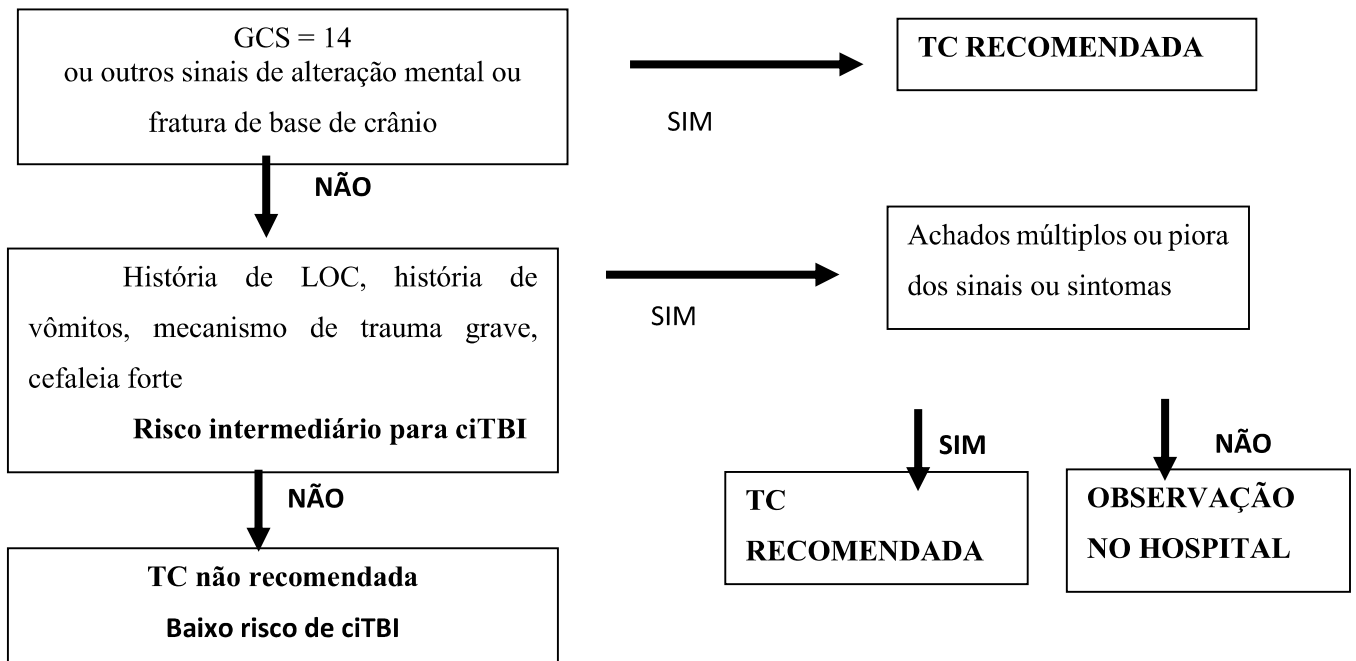 GCS = 14
ou outros sinais de alteração mental ou
fratura de base de crânio
SIM
TC RECOMENDADA
NÃO
História de LOC, história de
vômitos, mecanismo de trauma grave,
cefaleia forte
Risco intermediário para ciTBI
SIM
Achados múltiplos ou piora
dos sinais ou sintomas
SIM
NÃO
TC
RECOMENDADA
OBSERVAÇÃO
NO HOSPITAL
NÃO
TC não recomendada
Baixo risco de ciTBI